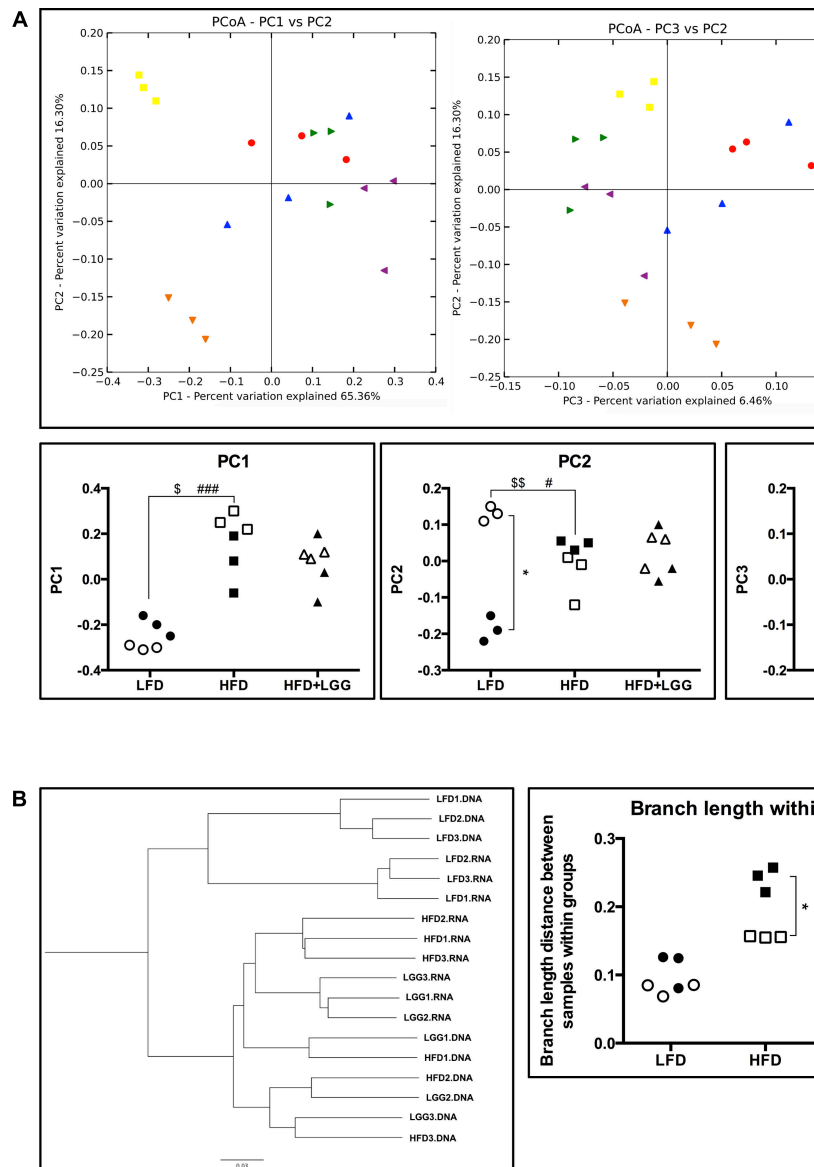 A
PCoA - PC1 vs PC2
0.20
0.15
0.10
0.05
0.00
−0.05
−0.10
−0.15
−0.20
−0.25
PC2 - Percent variation explained 16.30%
−0.4
−0.3
−0.2
−0.1
0.0
0.1
0.2
0.3
0.4
PC1 - Percent variation explained 65.36%
PCoA - PC3 vs PC2
0.20
0.15
0.10
0.05
0.00
−0.05
−0.10
−0.15
−0.20
−0.25
PC2 - Percent variation explained 16.30%
−0.15
−0.10
−0.05
0.00
0.05
0.10
PC3 - Percent variation explained 6.46%
PC1
$ ###
0.4
0.2
0.0
-0.2
-0.4
PC1
LFD
HFD
HFD+LGG
PC2
$$ #
*
0.2
0.1
0.0
-0.1
-0.2
-0.3
PC2
LFD
HFD
HFD+LGG
0.2
0.1
0.0
-0.1
-0.2
PC3
B
LFD1.DNA
LFD2.DNA
LFD3.DNA
LFD2.RNA
LFD3.RNA
LFD1.RNA
HFD2.RNA
HFD1.RNA
HFD3.RNA
LGG3.RNA
LGG1.RNA
LGG2.RNA
LGG1.DNA
HFD1.DNA
HFD2.DNA
LGG2.DNA
LGG3.DNA
HFD3.DNA
0.03
Branch length withi
Branch length distance between
samples within groups
0.3
0.2
0.1
0.0
*
LFD
HFD